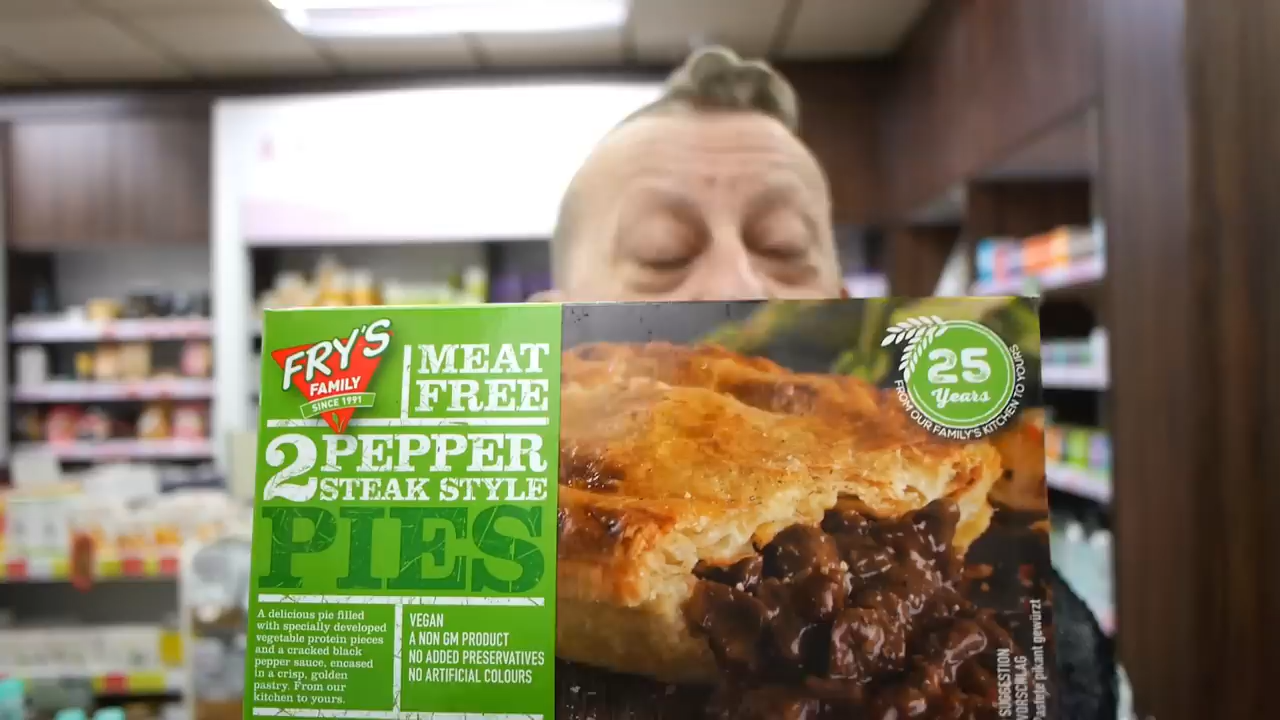 FRY'S
FAMILY
SINCE 1991
MEAT
FREE
2 PEPPER
STEAK STYLE
PIES
A delicious pie filled
with specially developed
vegetable protein pieces
and a cracked black
pepper sauce, encased
in a crisp, golden
pastry. From our
kitchen to yours.
VEGAN
A NON GM PRODUCT
NO ADDED PRESERVATIVES
NO ARTIFICIAL COLOURS
25
Years
FROM OUR FAMILY'S KITCHEN TO YOURS
SUGGESTION
VORSCHLAG
pikant gewürzt